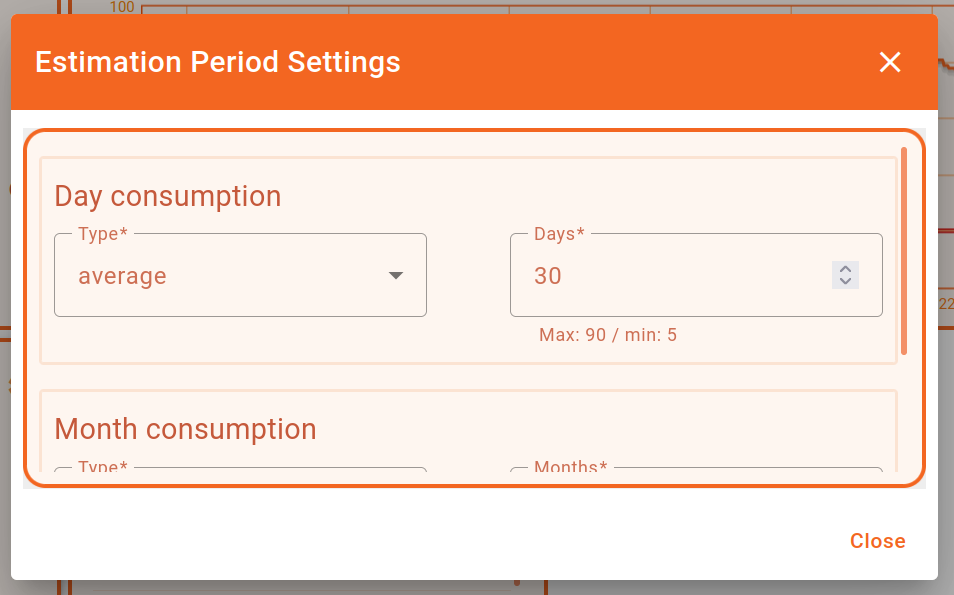 100
Estimation Period Settings
Day consumption
Type*
Days*
average
30
Max: 90 / min: 5
Month consumption
Type*
Months*
22
Close